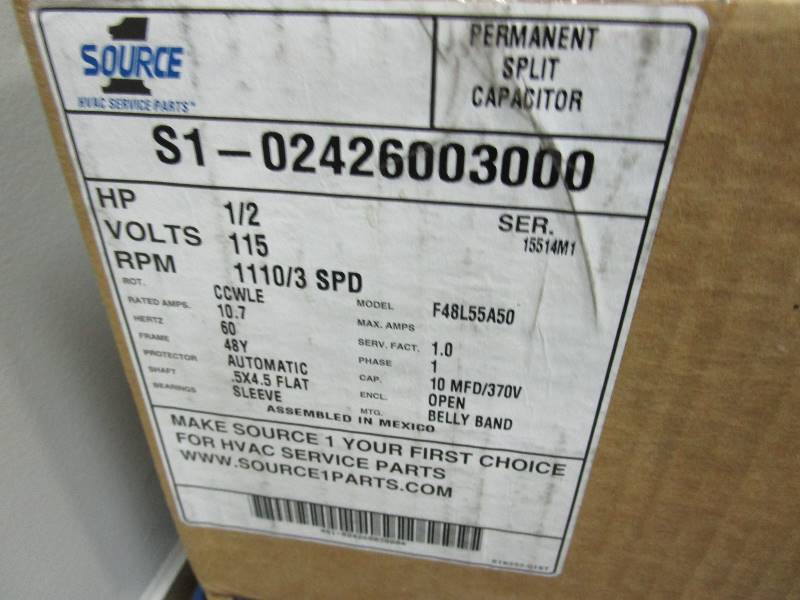 1
SOURCE
HVAC SERVICE PARTS™
PERMANENT
SPLIT
CAPACITOR
S1-02426003000
HP 1/2
VOLTS 115
RPM 1110/3 SPD
SER.
15514M1
ROT. CCWLE
RATED AMPS. 10.7
HERTZ 60
FRAME 48Y
PROTECTOR AUTOMATIC
SHAFT .5X4.5 FLAT
BEARINGS SLEEVE
MODEL F48L55A50
MAX. AMPS
SERV. FACT. 1.0
PHASE 1
CAP. 10 MFD/370V
ENCL. OPEN
MTG. BELLY BAND
ASSEMBLED IN MEXICO
MAKE SOURCE 1 YOUR FIRST CHOICE
FOR HVAC SERVICE PARTS
WWW.SOURCE1PARTS.COM